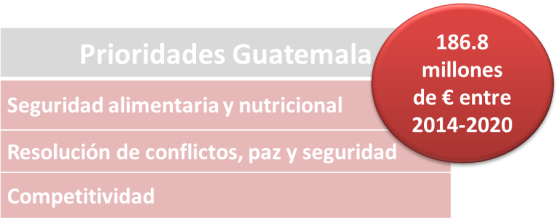 Prioridades Guatemala
186.8
millones
de € entre
2014-2020
Seguridad alimentaria y nutricional
Resolución de conflictos, paz y seguridad
Competitividad